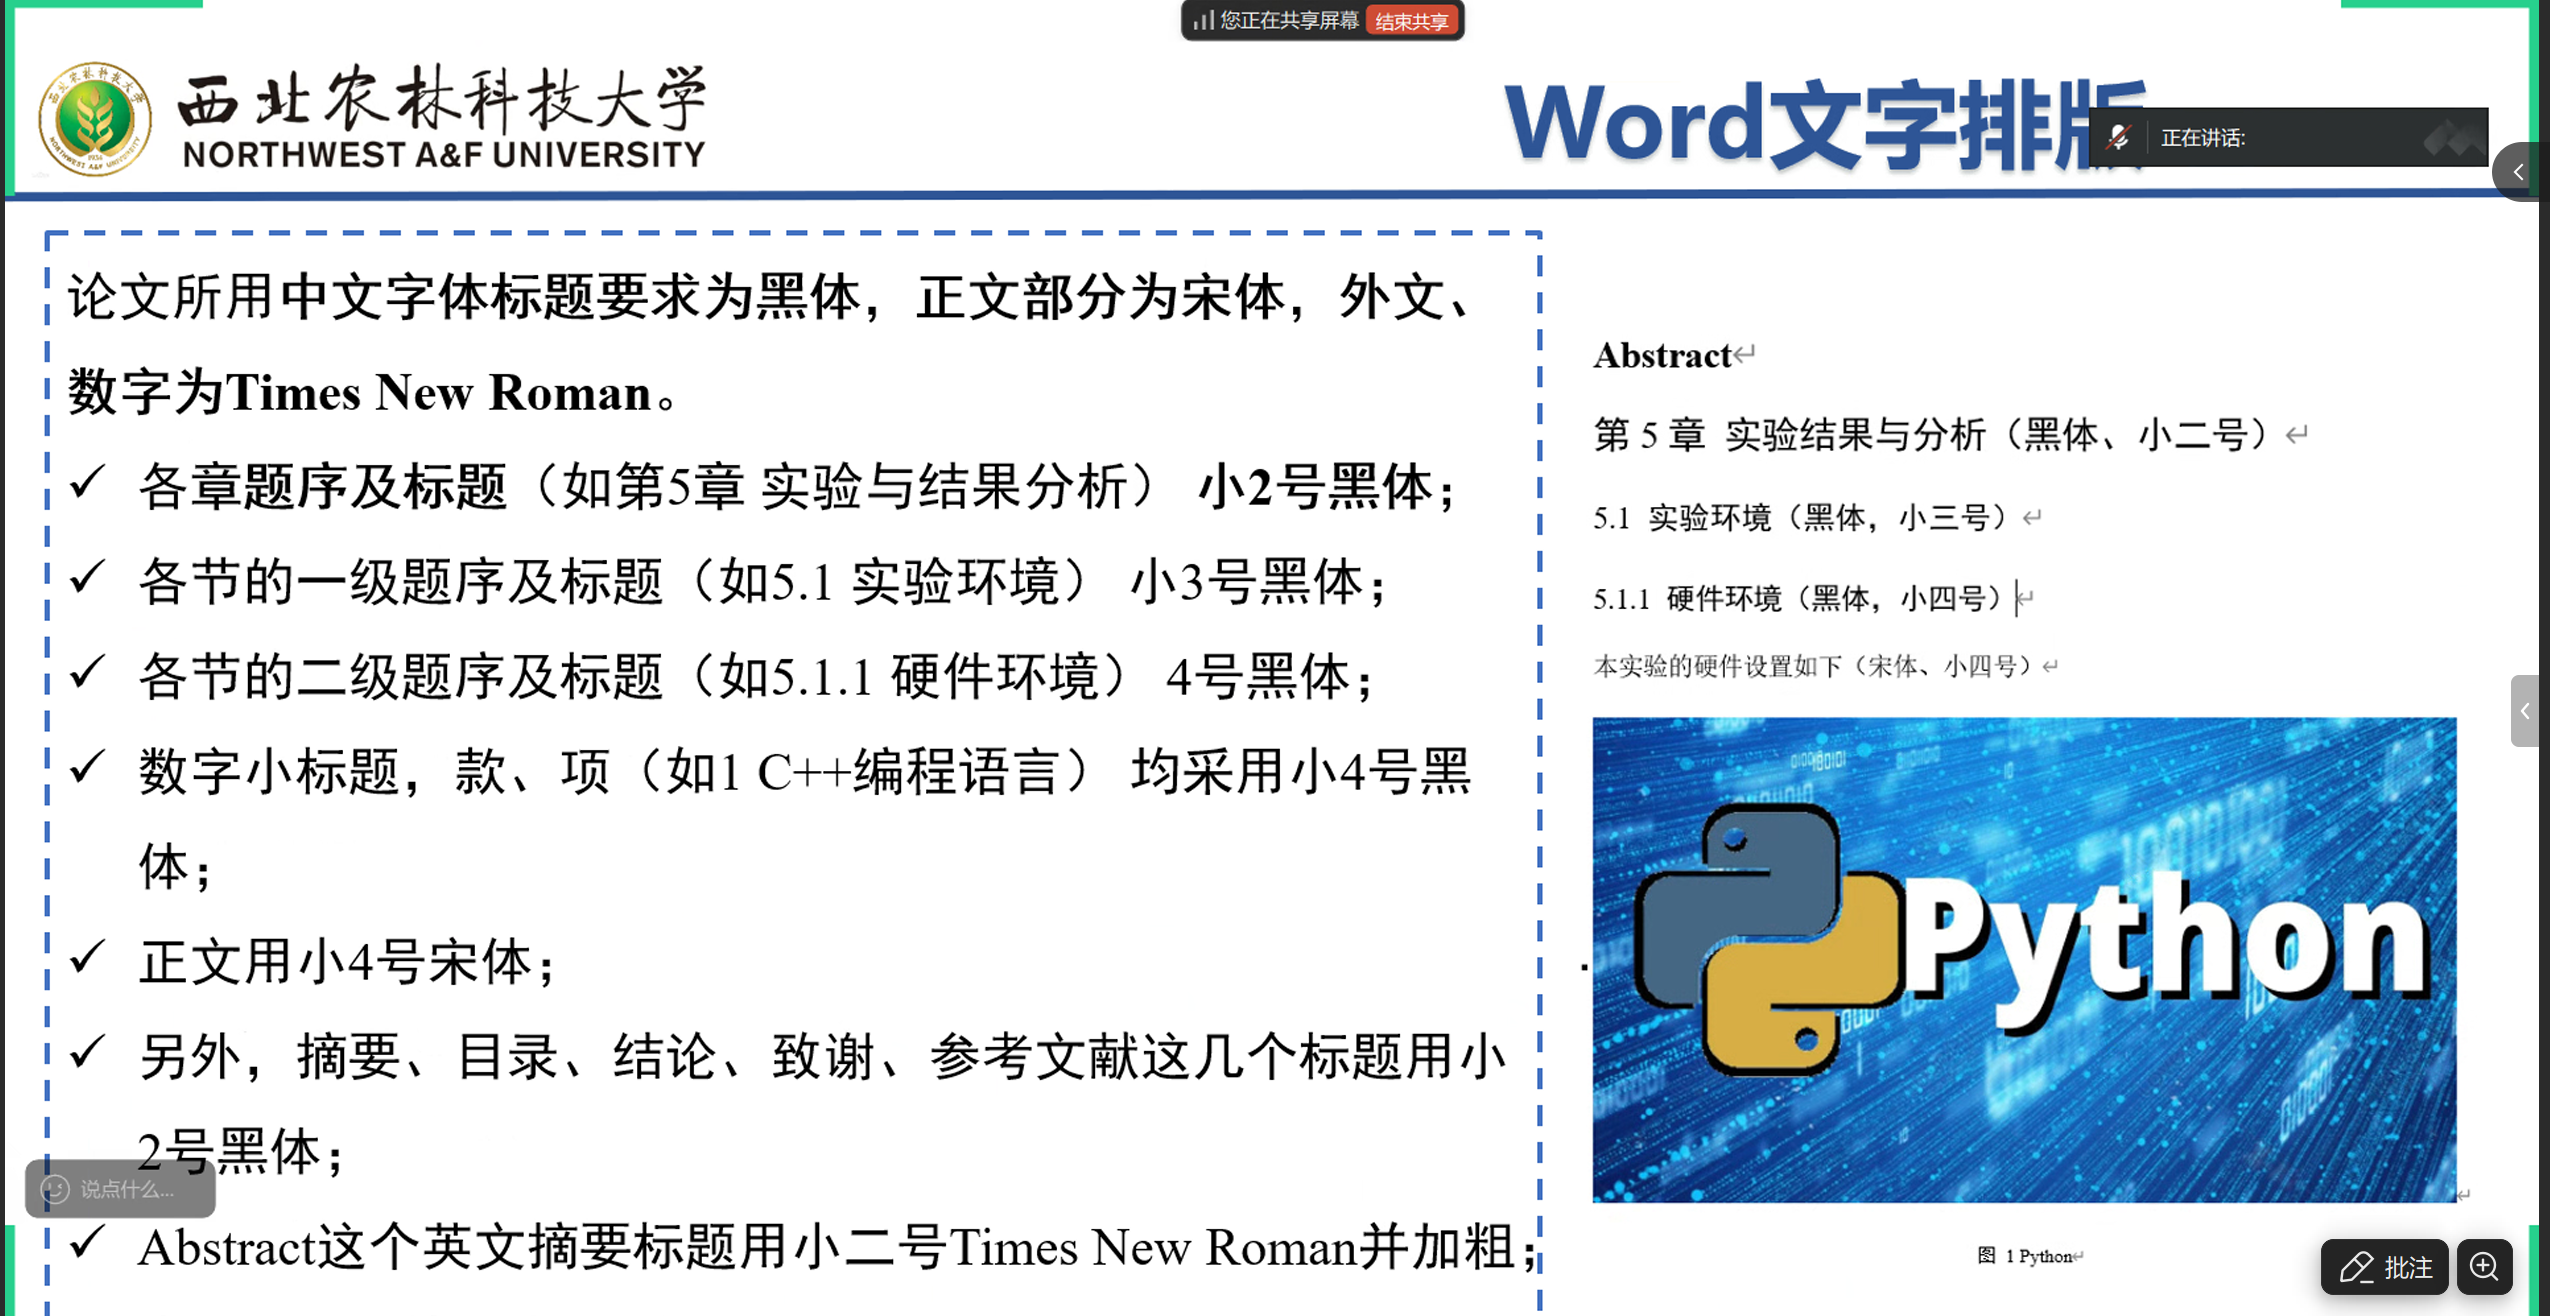 您正在共享屏幕 结束共享
西北农林科技大学
NORTHWEST A&F UNIVERSITY
Word文字排版
正在讲话:
论文所用中文字体标题要求为黑体，正文部分为宋体，外文、
数字为Times New Roman。
✓ 各章题序及标题（如第5章 实验与结果分析） 小2号黑体；
✓ 各节的一级题序及标题（如5.1 实验环境） 小3号黑体；
✓ 各节的二级题序及标题（如5.1.1 硬件环境） 4号黑体；
✓ 数字小标题，款、项（如1 C++编程语言） 均采用小4号黑
体；
✓ 正文用小4号宋体；
✓ 另外，摘要、目录、结论、致谢、参考文献这几个标题用小
2号黑体；
✓ Abstract这个英文摘要标题用小二号Times New Roman并加粗；
说点什么...
Abstract↵
第 5 章 实验结果与分析（黑体、小二号）↵
5.1 实验环境（黑体，小三号）↵
5.1.1 硬件环境（黑体，小四号）↵
本实验的硬件设置如下（宋体、小四号）↵
Python
图 1 Python↵
批注